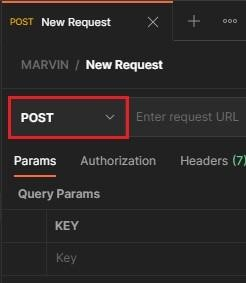 POST New Request
MARVIN / New Request
POST Enter request URL
Params Authorization Headers (7)
Query Params
KEY
Key